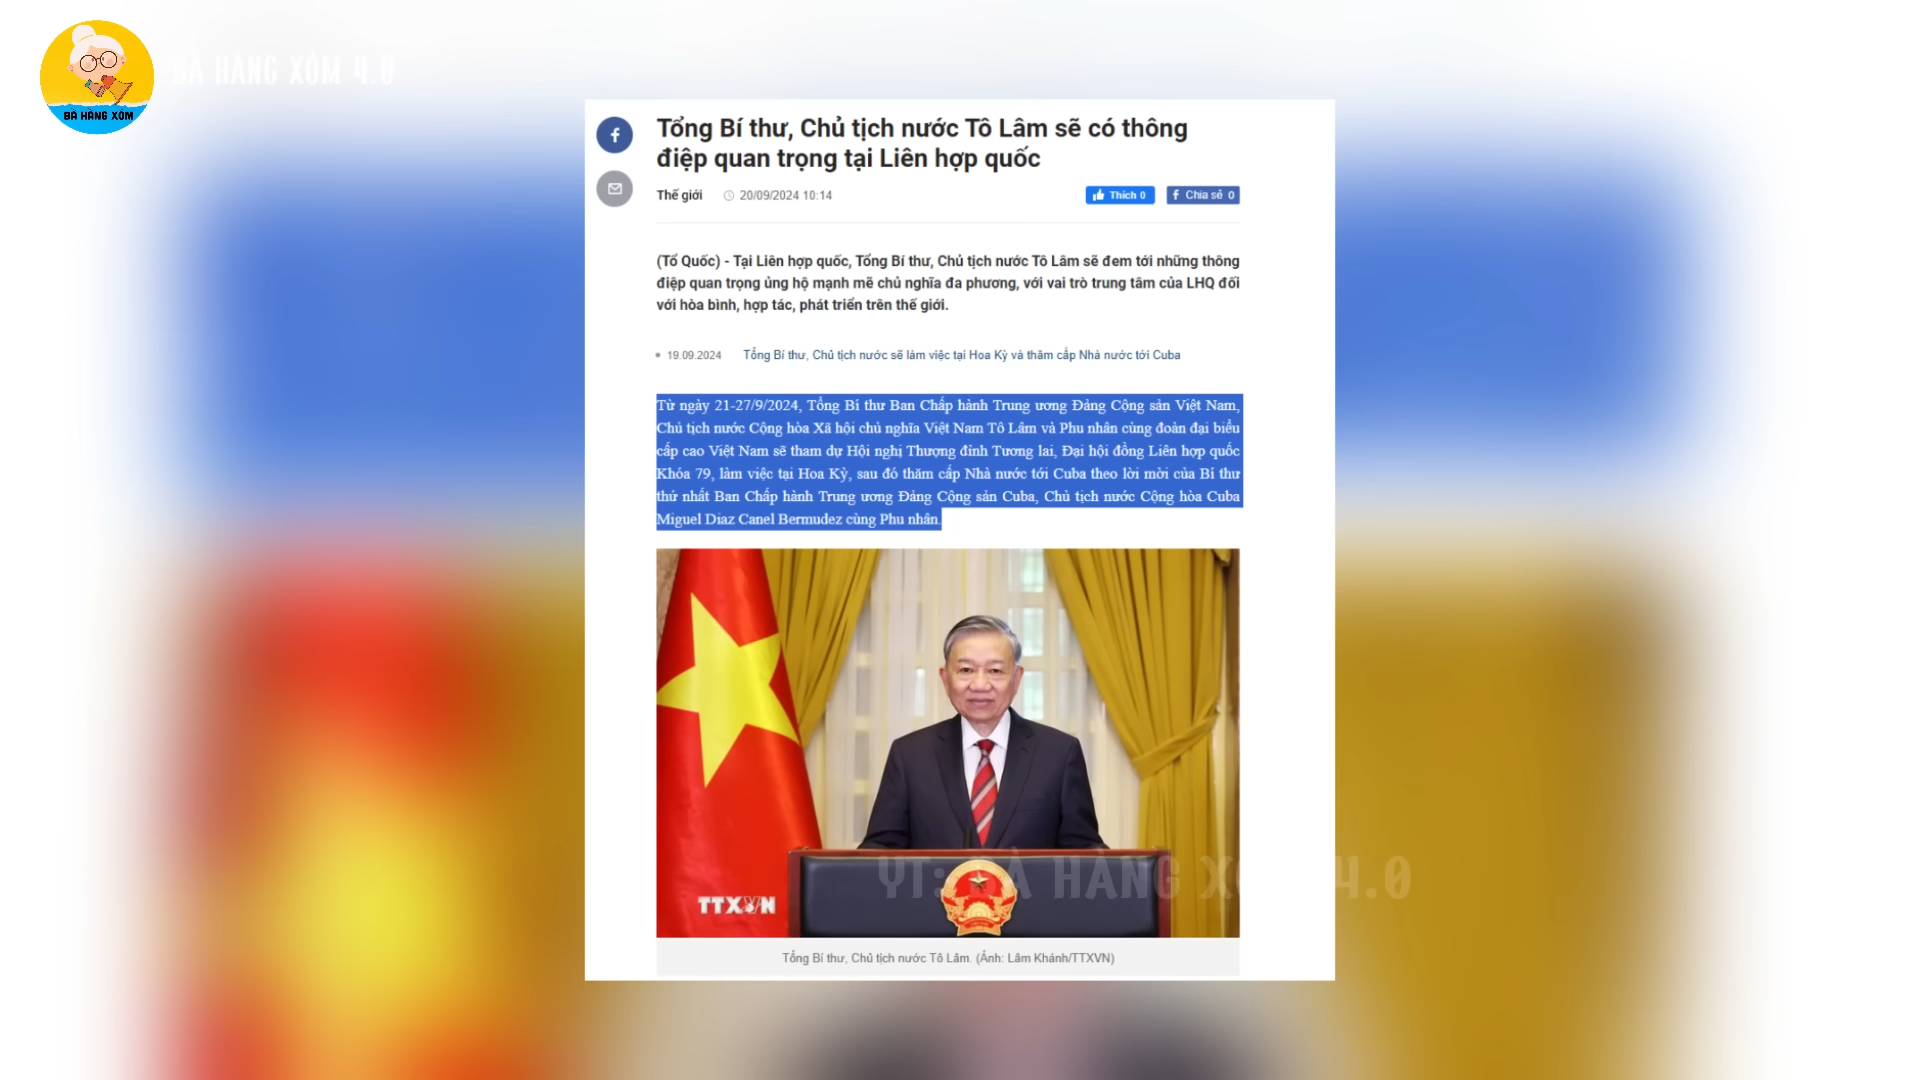 BÀ HÀNG XÓM 4.0
BÀ HÀNG XÓM
Tổng Bí thư, Chủ tịch nước Tô Lâm sẽ có thông
điệp quan trọng tại Liên hợp quốc
Thế giới 20/09/2024 10:14
Thích 0 Chia sẻ 0
(Tổ Quốc) - Tại Liên hợp quốc, Tổng Bí thư, Chủ tịch nước Tô Lâm sẽ đem tới những thông
điệp quan trọng ủng hộ mạnh mẽ chủ nghĩa đa phương, với vai trò trung tâm của LHQ đối
với hòa bình, hợp tác, phát triển trên thế giới.
19.09.2024 Tổng Bí thư, Chủ tịch nước sẽ làm việc tại Hoa Kỳ và thăm cấp Nhà nước tới Cuba
Từ ngày 21-27/9/2024, Tổng Bí thư Ban Chấp hành Trung ương Đảng Cộng sản Việt Nam,
Chủ tịch nước Cộng hòa Xã hội chủ nghĩa Việt Nam Tô Lâm và Phu nhân cùng đoàn đại biểu
cấp cao Việt Nam sẽ tham dự Hội nghị Thượng đỉnh Tương lai, Đại hội đồng Liên hợp quốc
Khóa 79, làm việc tại Hoa Kỳ, sau đó thăm cấp Nhà nước tới Cuba theo lời mời của Bí thư
thứ nhất Ban Chấp hành Trung ương Đảng Cộng sản Cuba, Chủ tịch nước Cộng hòa Cuba
Miguel Diaz Canel Bermudez cùng Phu nhân.
YT: BÀ HÀNG XÓM 4.0
TTXVN
Tổng Bí thư, Chủ tịch nước Tô Lâm. (Ảnh: Lâm Khánh/TTXVN)